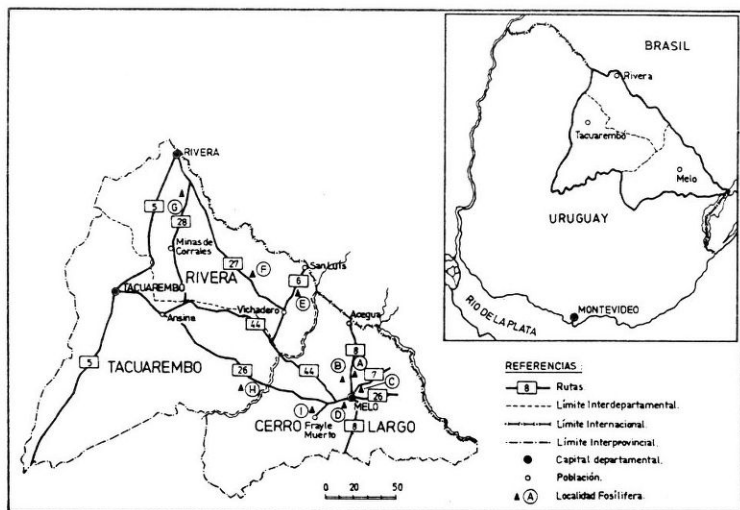 RIVERA
5
G
28
Minas de
Corrales
RIVERA
27
F
San Luis
6
E
TACUAREMBO
Ansina
Vichadero
44
Acegua
8
TACUAREMBO
5
26
H
44
B
A
7
C
26
MELO
I
D
CERRO
Frayle
Muerto
LARGO
8
0 20 50
BRASIL
Rivera
Tacuarembó
Melo
URUGUAY
MONTEVIDEO
RIO DE LA PLATA
REFERENCIAS:
8 Rutas
Límite Interdepartamental.
Límite Internacional.
Límite Interprovincial.
Capital departamental.
Población.
A Localidad Fosílifera.